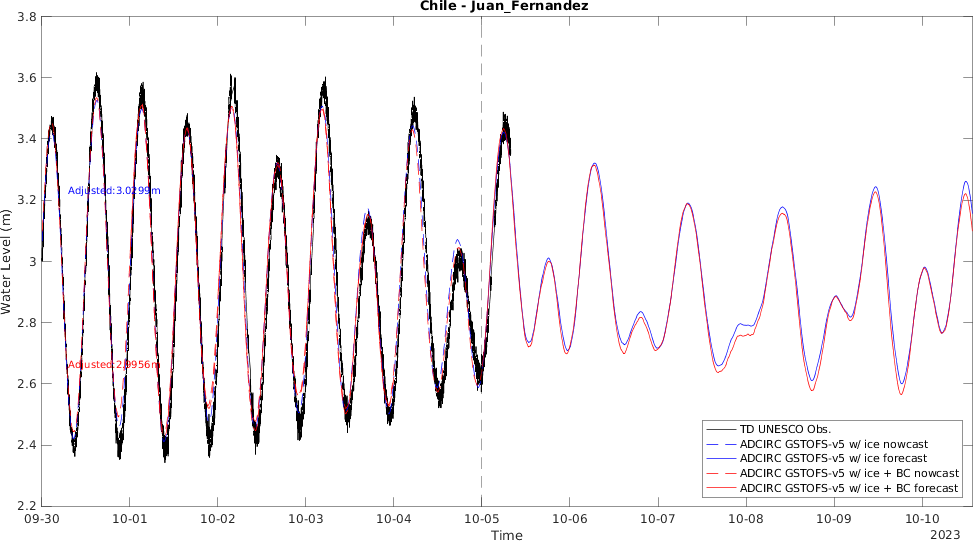 Chile - Juan_Fernandez
3.8
3.6
3.4
3.2
3
2.8
2.6
2.4
2.2
Water Level (m)
Adjusted:3.0299m
Adjusted:2.9956m
TD UNESCO Obs.
ADCIRC GSTOFS-v5 w/ ice nowcast
ADCIRC GSTOFS-v5 w/ ice forecast
ADCIRC GSTOFS-v5 w/ ice + BC nowcast
ADCIRC GSTOFS-v5 w/ ice + BC forecast
09-30 10-01 10-02 10-03 10-04 10-05 10-06 10-07 10-08 10-09 10-10
Time
2023